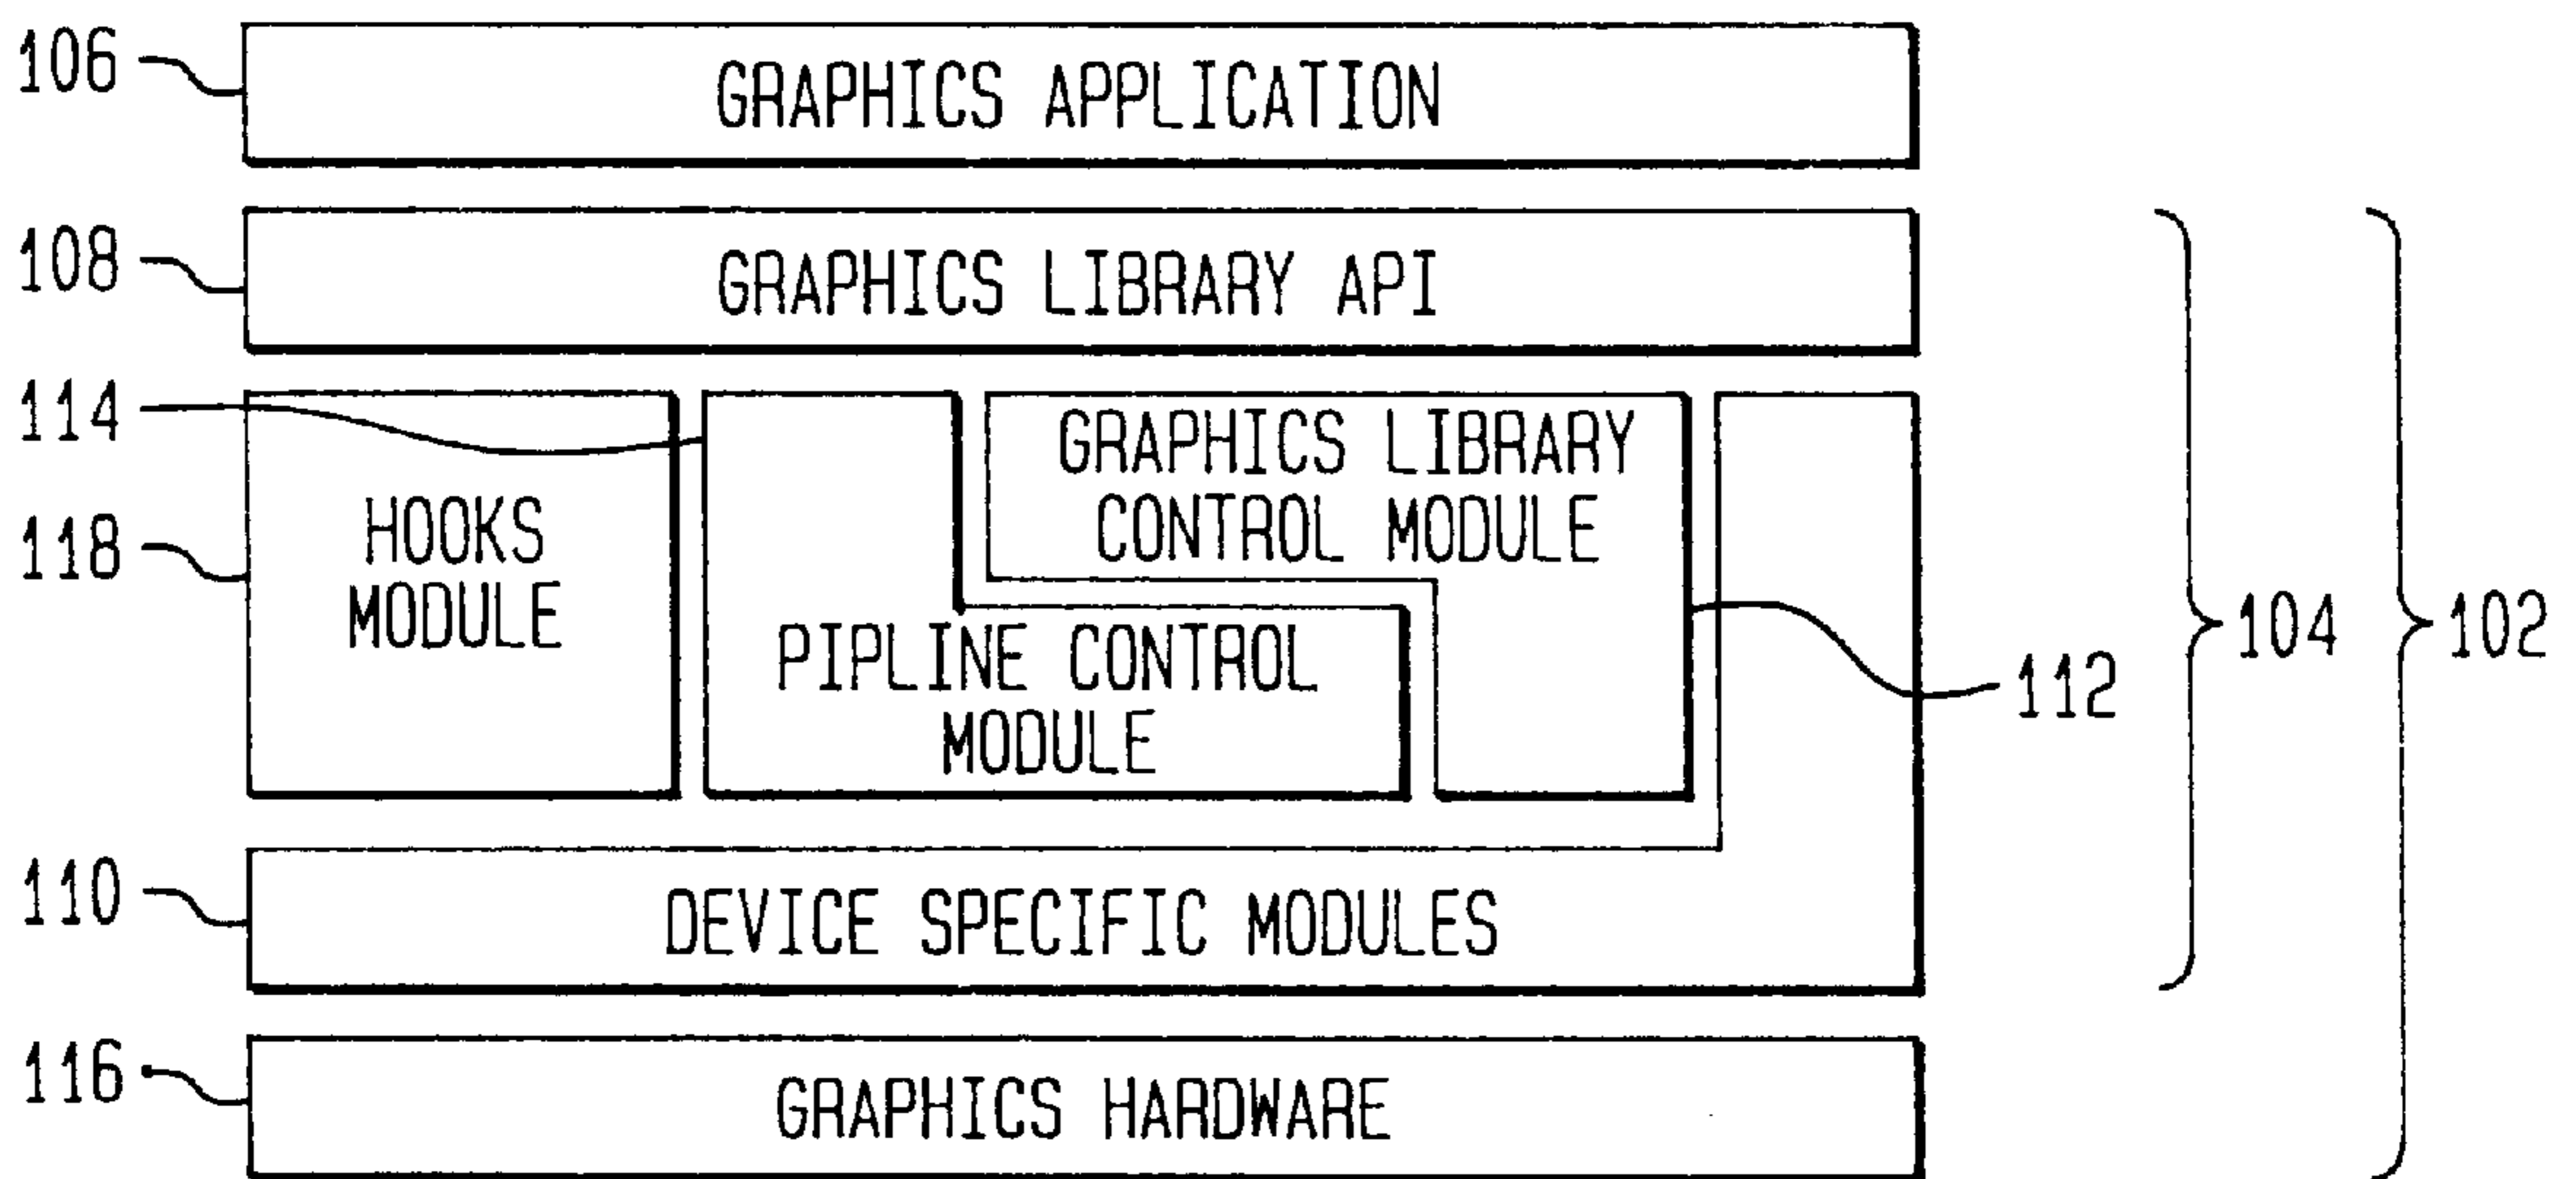 106
GRAPHICS APPLICATION
108
GRAPHICS LIBRARY API
114
GRAPHICS LIBRARY
CONTROL MODULE
118
HOOKS
MODULE
PIPLINE CONTROL
MODULE
112
104
102
110
DEVICE SPECIFIC MODULES
116
GRAPHICS HARDWARE